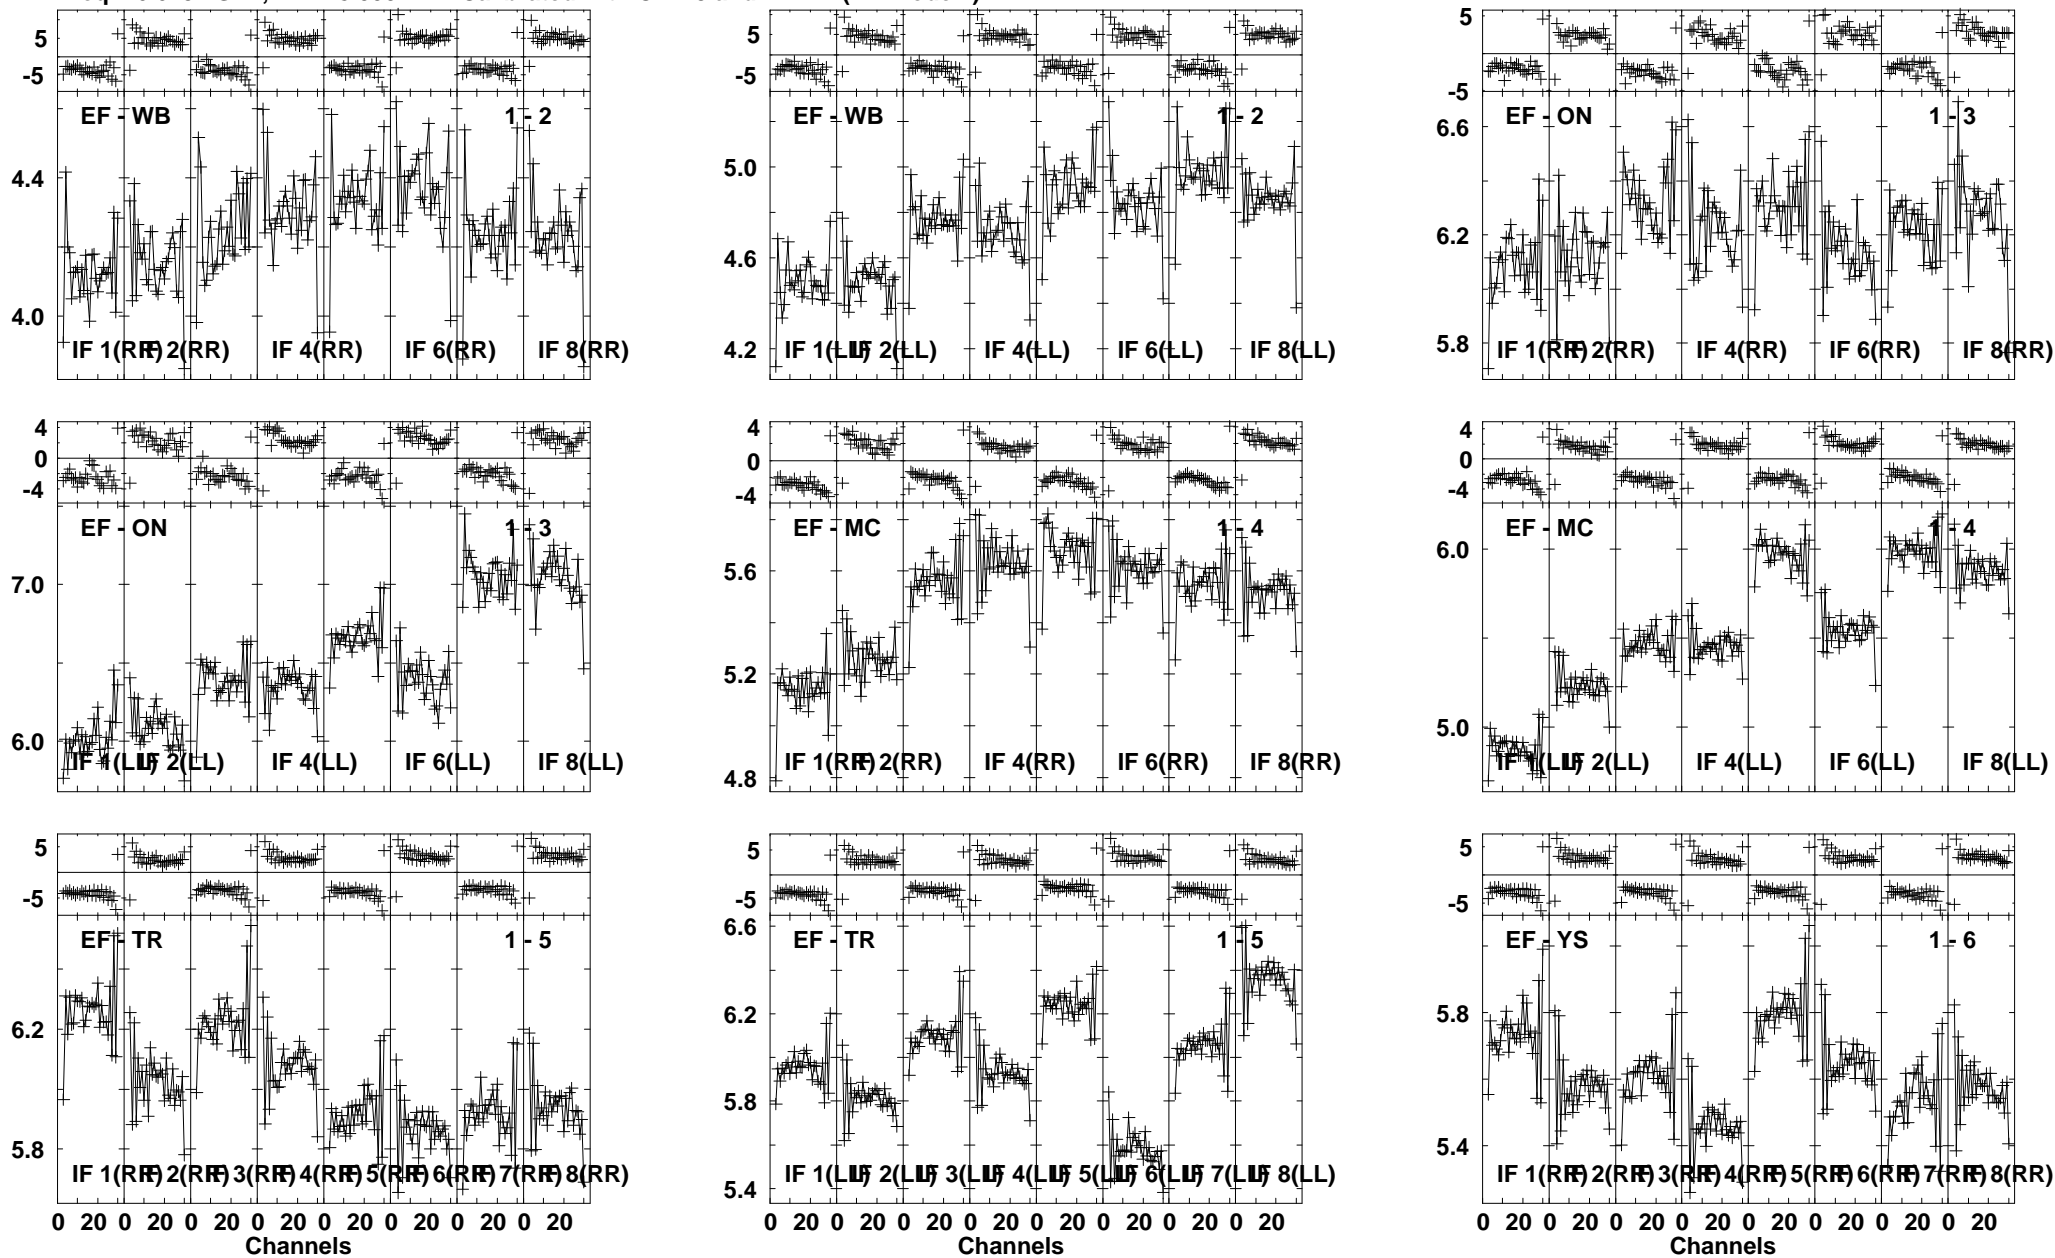 5
-5
EF - WB
1 - 2
4.4
4.0
IF 1(RR)
IF 2(RR)
IF 4(RR)
IF 6(RR)
IF 8(RR)
5
-5
EF - WB
1 - 2
5.0
4.6
4.2
IF 1(LL)
IF 2(LL)
IF 4(LL)
IF 6(LL)
IF 8(LL)
5
-5
EF - ON
1 - 3
6.6
6.2
5.8
IF 1(RR)
IF 2(RR)
IF 4(RR)
IF 6(RR)
IF 8(RR)
4
0
-4
EF - ON
1 - 3
7.0
6.0
IF 1(LL)
IF 2(LL)
IF 4(LL)
IF 6(LL)
IF 8(LL)
4
0
-4
EF - MC
1 - 4
5.6
5.2
4.8
IF 1(RR)
IF 2(RR)
IF 4(RR)
IF 6(RR)
IF 8(RR)
4
0
-4
EF - MC
1 - 4
6.0
5.0
IF 1(LL)
IF 2(LL)
IF 4(LL)
IF 6(LL)
IF 8(LL)
5
-5
EF - TR
1 - 5
6.2
5.8
IF 1(RR)
IF 2(RR)
IF 3(RR)
IF 4(RR)
IF 5(RR)
IF 6(RR)
IF 7(RR)
IF 8(RR)
0 20 0 20 0 20 0 20 0 20 0 20 0 20 0 20
Channels
5
-5
EF - TR
1 - 5
6.6
6.2
5.8
5.4
IF 1(LL)
IF 2(LL)
IF 3(LL)
IF 4(LL)
IF 5(LL)
IF 6(LL)
IF 7(LL)
IF 8(LL)
0 20 0 20 0 20 0 20 0 20 0 20 0 20 0 20
Channels
5
-5
EF - YS
1 - 6
5.8
5.4
IF 1(RR)
IF 2(RR)
IF 3(RR)
IF 4(RR)
IF 5(RR)
IF 6(RR)
IF 7(RR)
IF 8(RR)
0 20 0 20 0 20 0 20 0 20 0 20 0 20 0 20
Channels